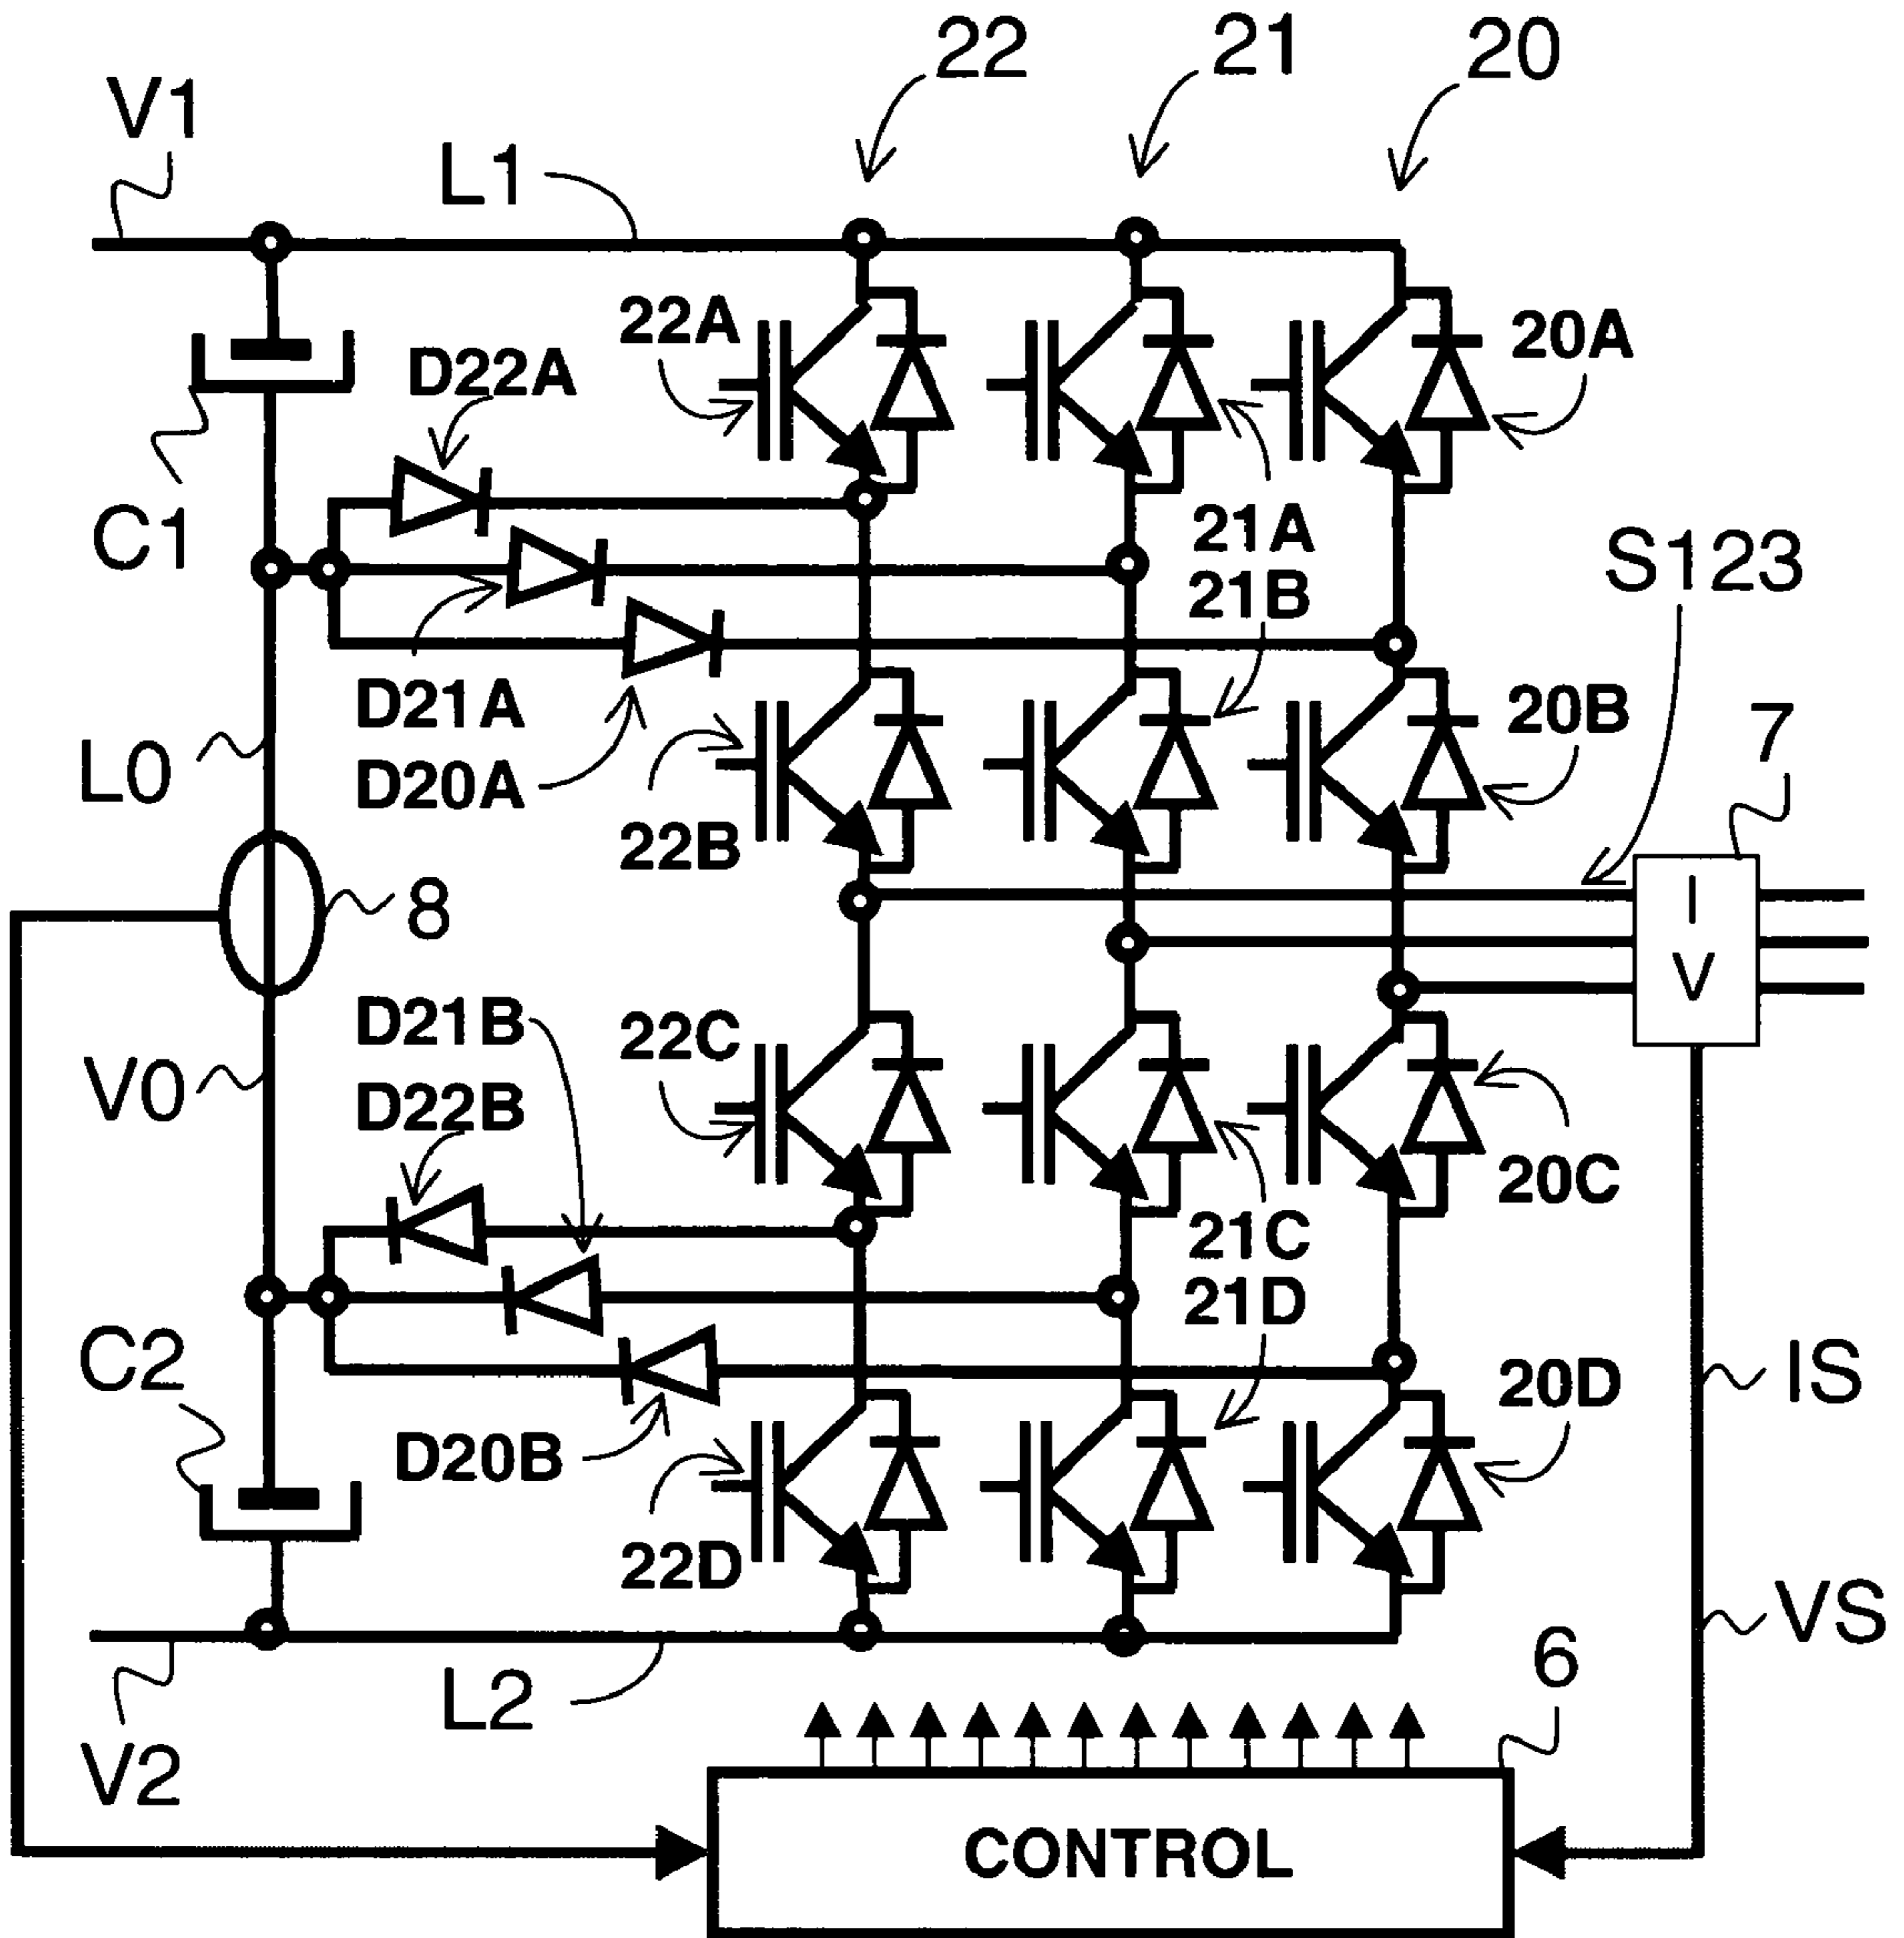 22
21
20
V1
L1
22A
20A
D22A
C1
21A
21B
S123
D21A
D20A
20B
7
L0
22B
8
I
V
D21B
22C
V0
D22B
20C
21C
21D
C2
IS
20D
D20B
22D
VS
6
L2
V2
CONTROL